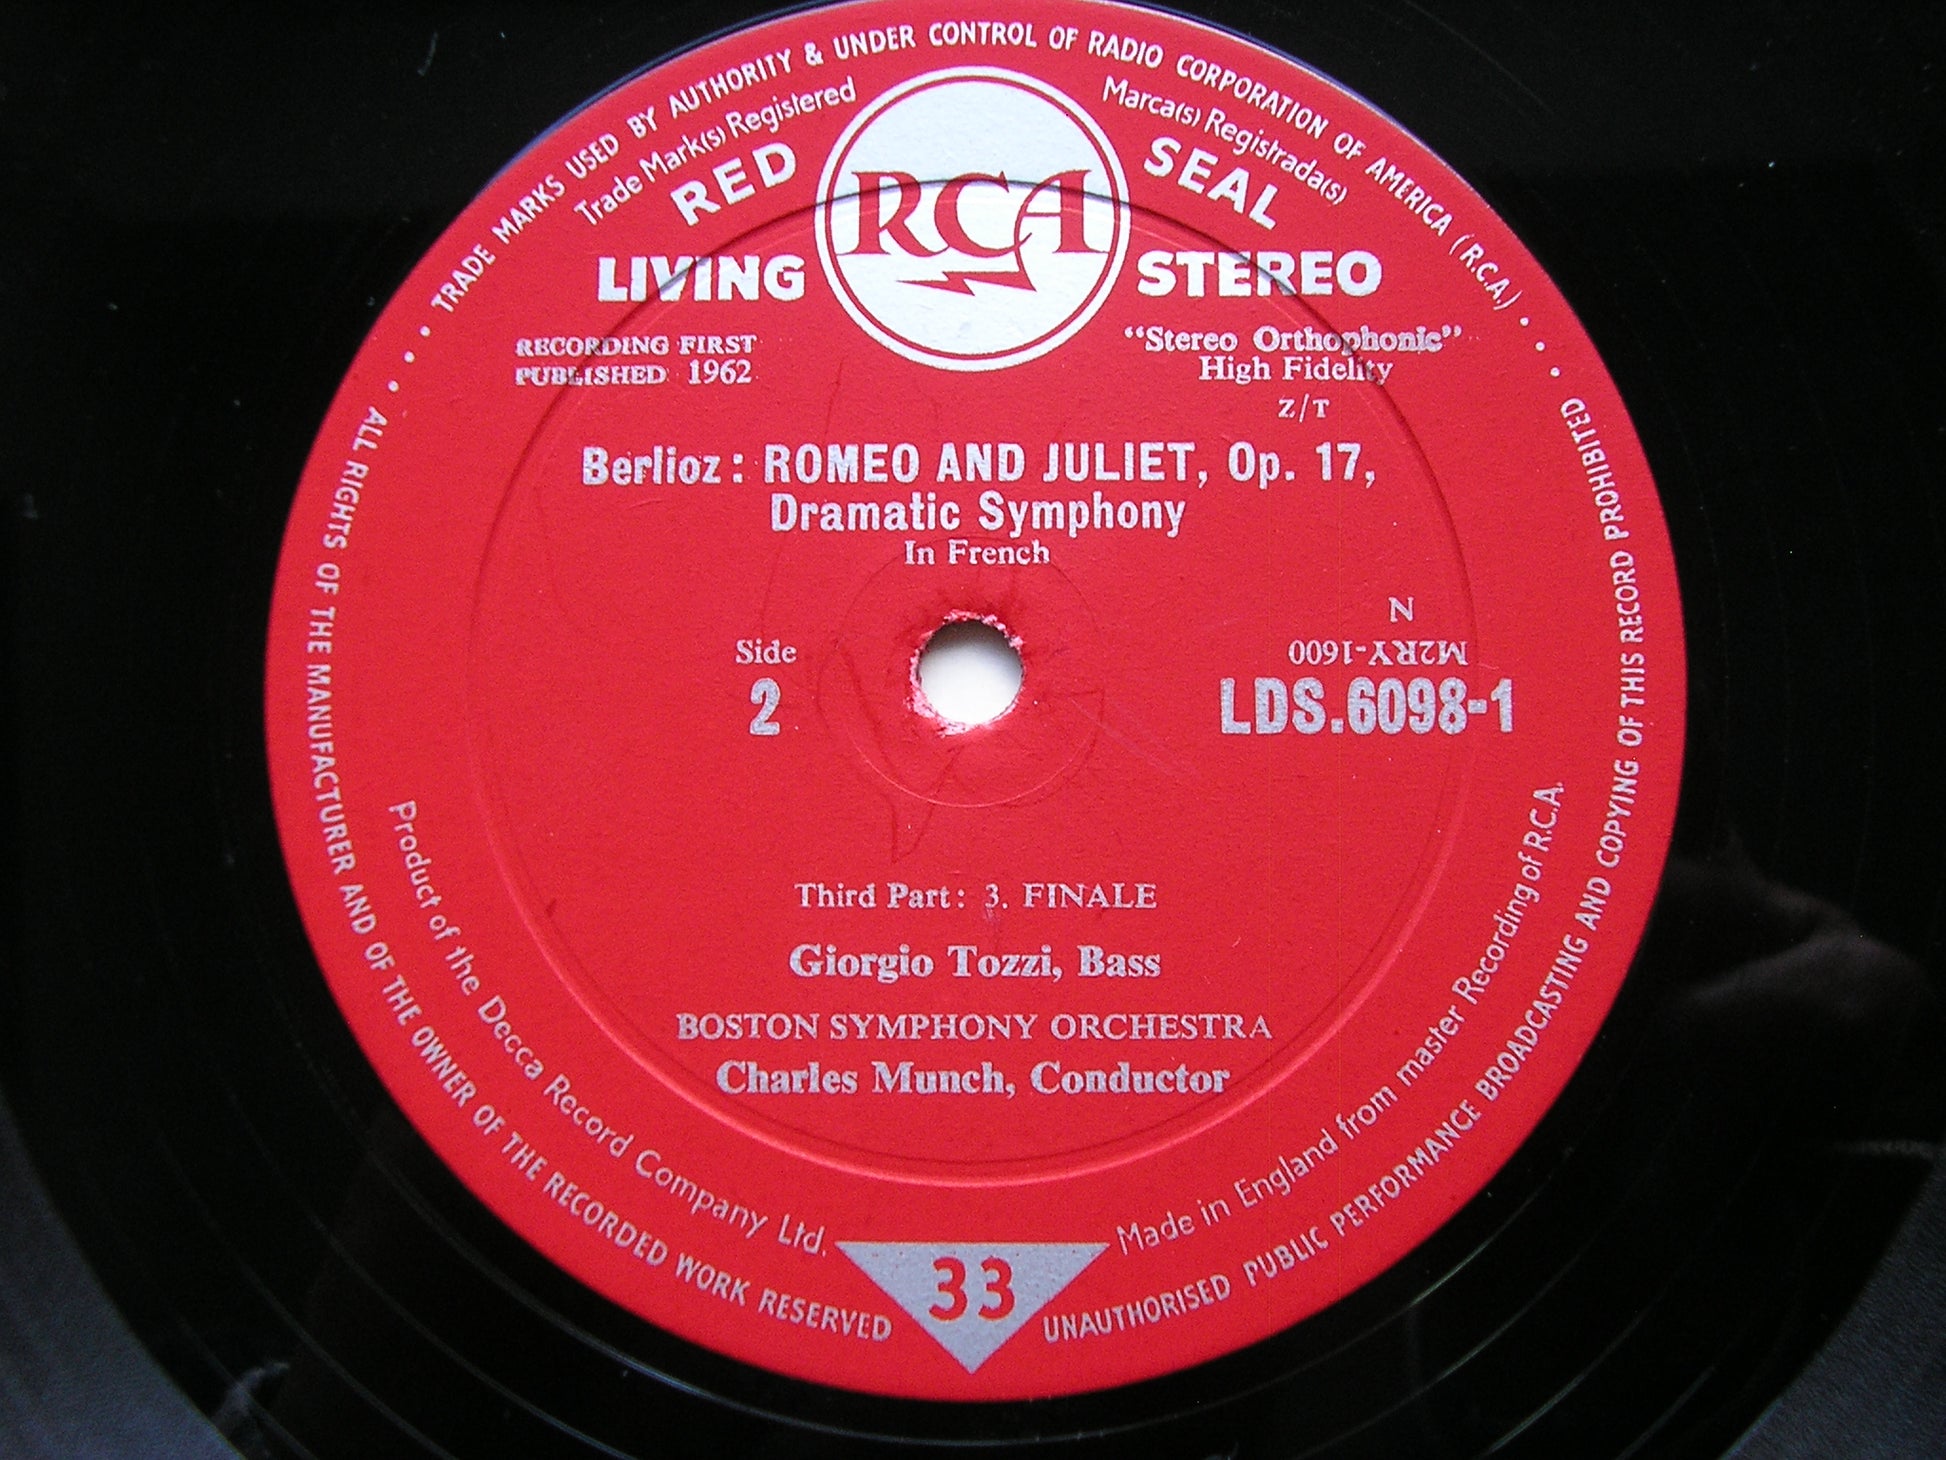 TRADE MARKS USED BY AUTHORITY & UNDER CONTROL OF RADIO CORPORATION OF AMERICA (R.C.A.)
Trade Mark(s) Registered
Marca(s) Registrada(s)
RED SEAL
RCA
LIVING STEREO
RECORDING FIRST
PUBLISHED 1962
"Stereo Orthophonic"
High Fidelity
Z/T
Berlioz: ROMEO AND JULIET, Op. 17,
Dramatic Symphony
In French
Side
2
N
M2RY-1600
LDS.6098-1
Third Part: 3. FINALE
Giorgio Tozzi, Bass
BOSTON SYMPHONY ORCHESTRA
Charles Munch, Conductor
Product of the Decca Record Company Ltd.
Made in England from master Recording of R.C.A.
33
ALL RIGHTS OF THE MANUFACTURER AND OF THE OWNER OF THE RECORDED WORK RESERVED
UNAUTHORISED PUBLIC PERFORMANCE BROADCASTING AND COPYING OF THIS RECORD PROHIBITED